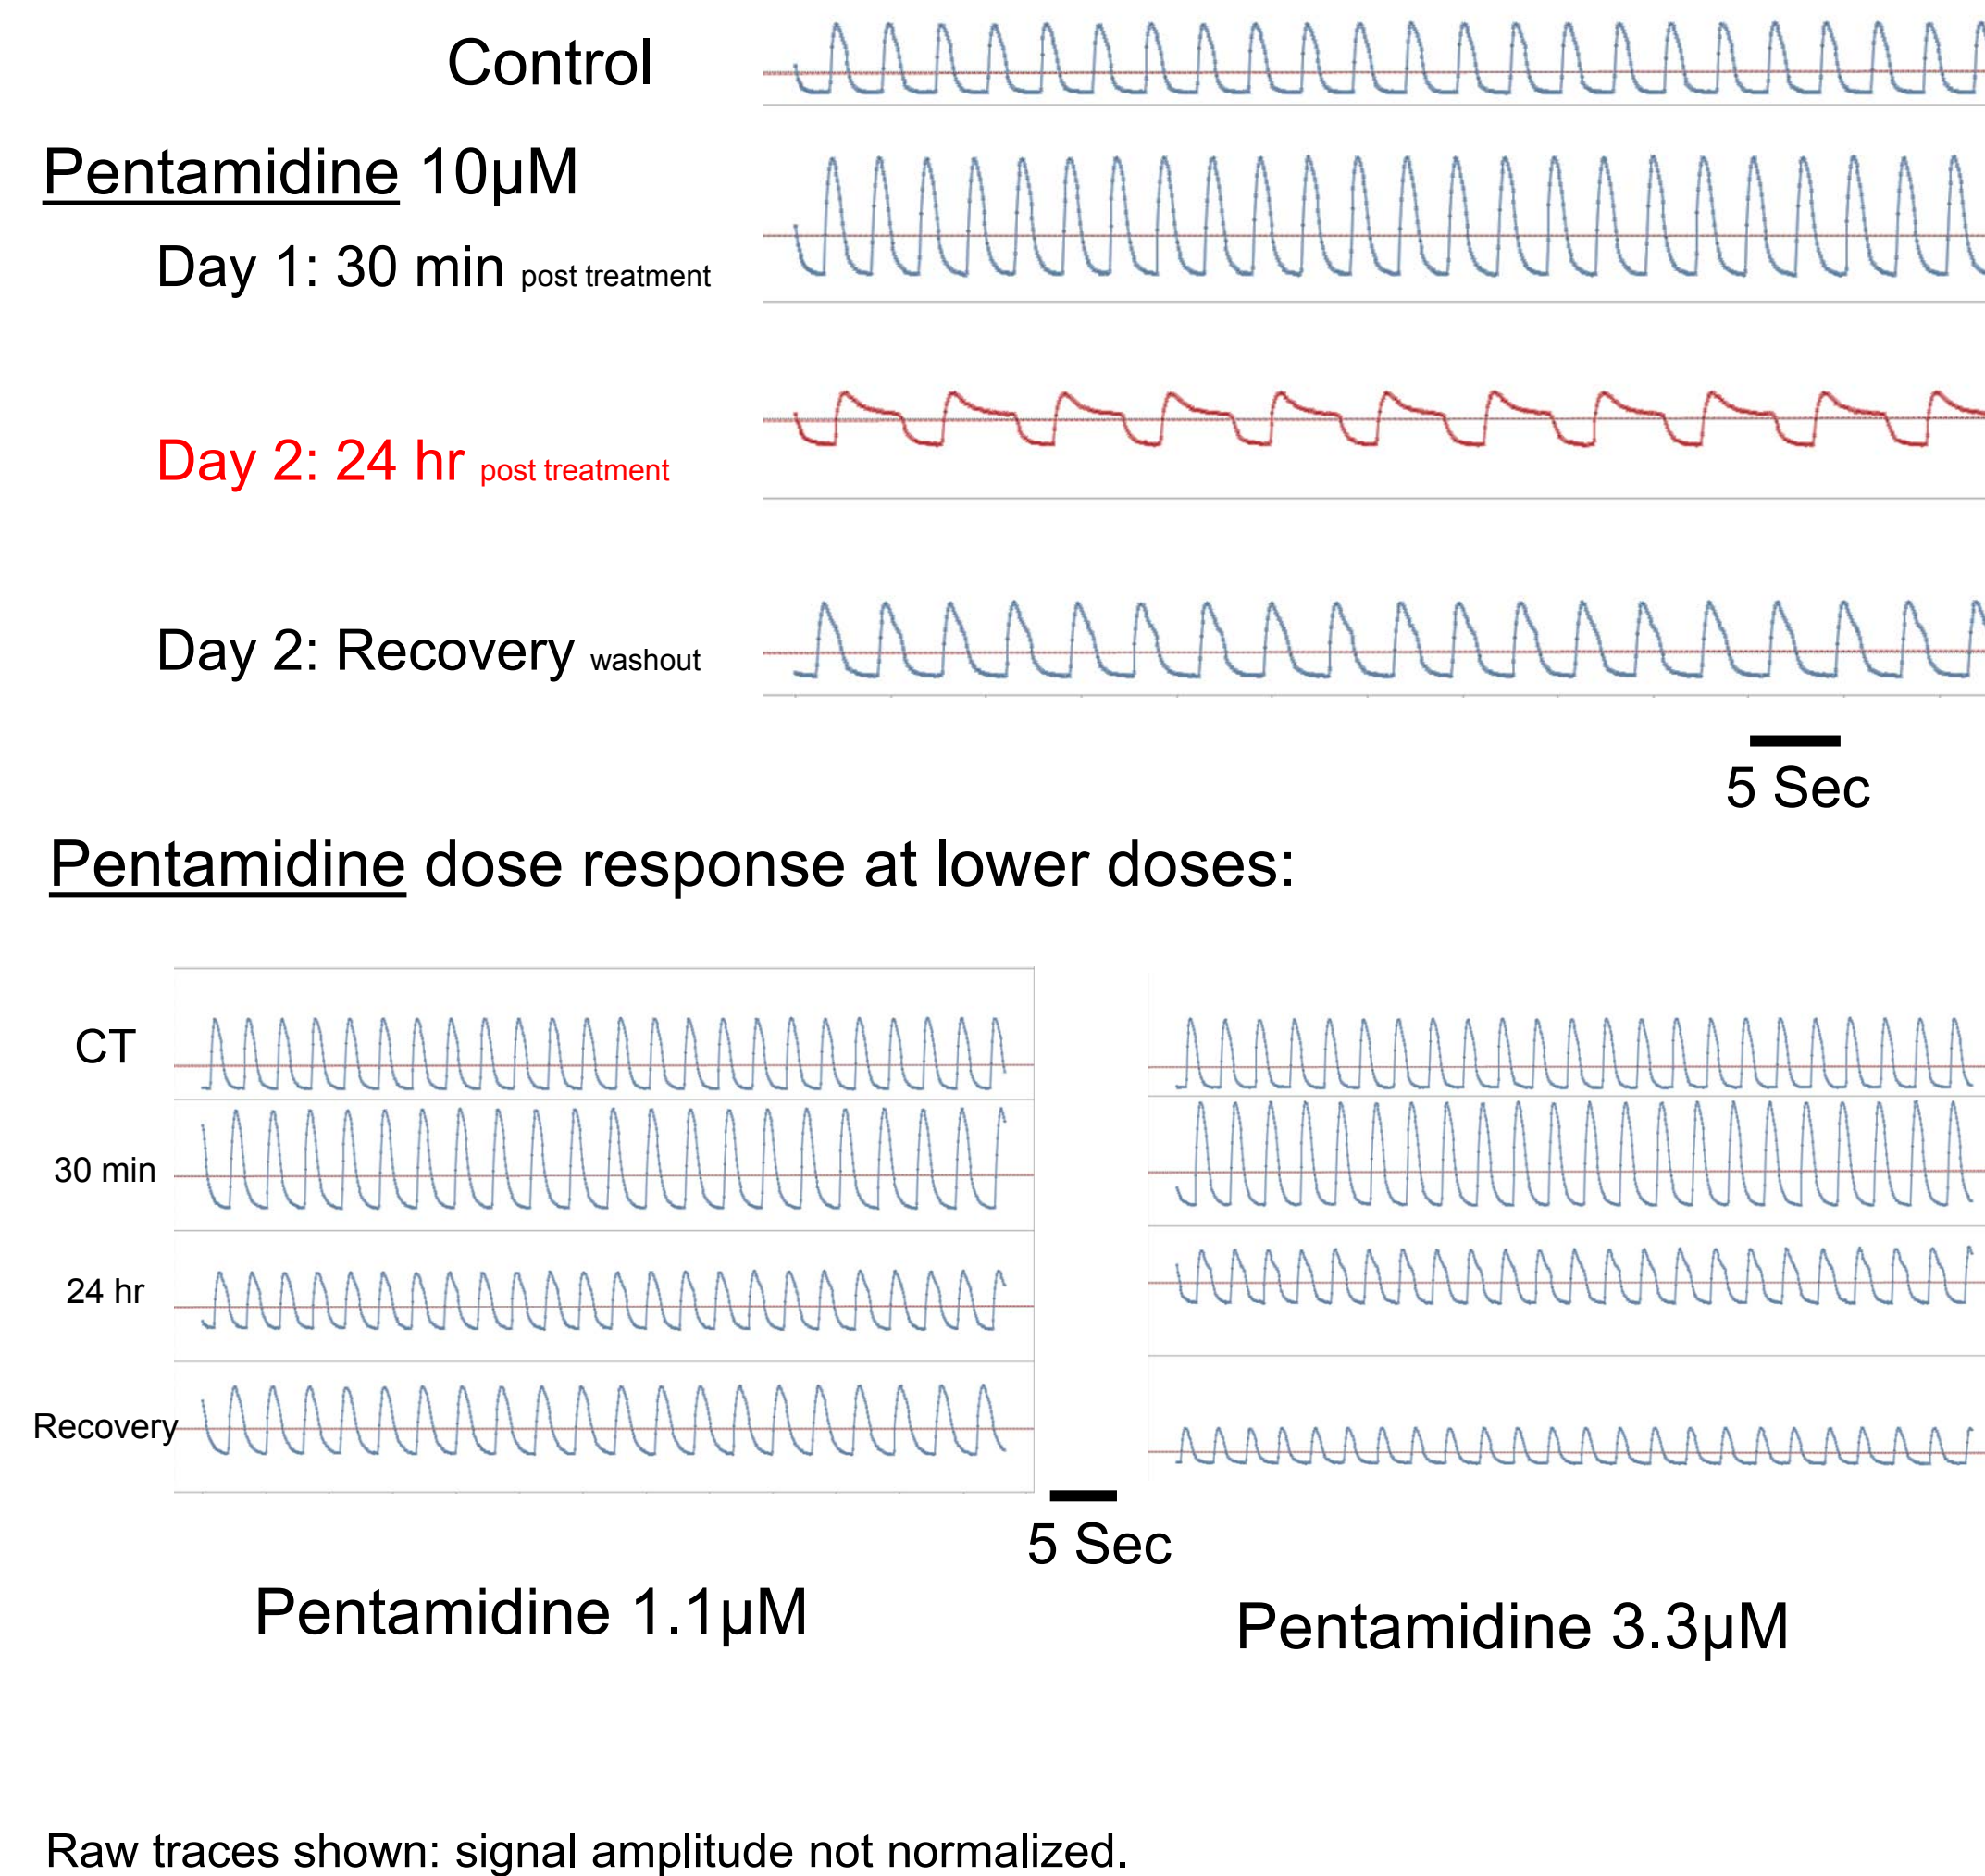 Control
Pentamidine 10µM
Day 1: 30 min post treatment
Day 2: 24 hr post treatment
Day 2: Recovery washout
5 Sec
Pentamidine dose response at lower doses:
CT
30 min
24 hr
Recovery
5 Sec
Pentamidine 1.1µM
Pentamidine 3.3µM
Raw traces shown: signal amplitude not normalized.